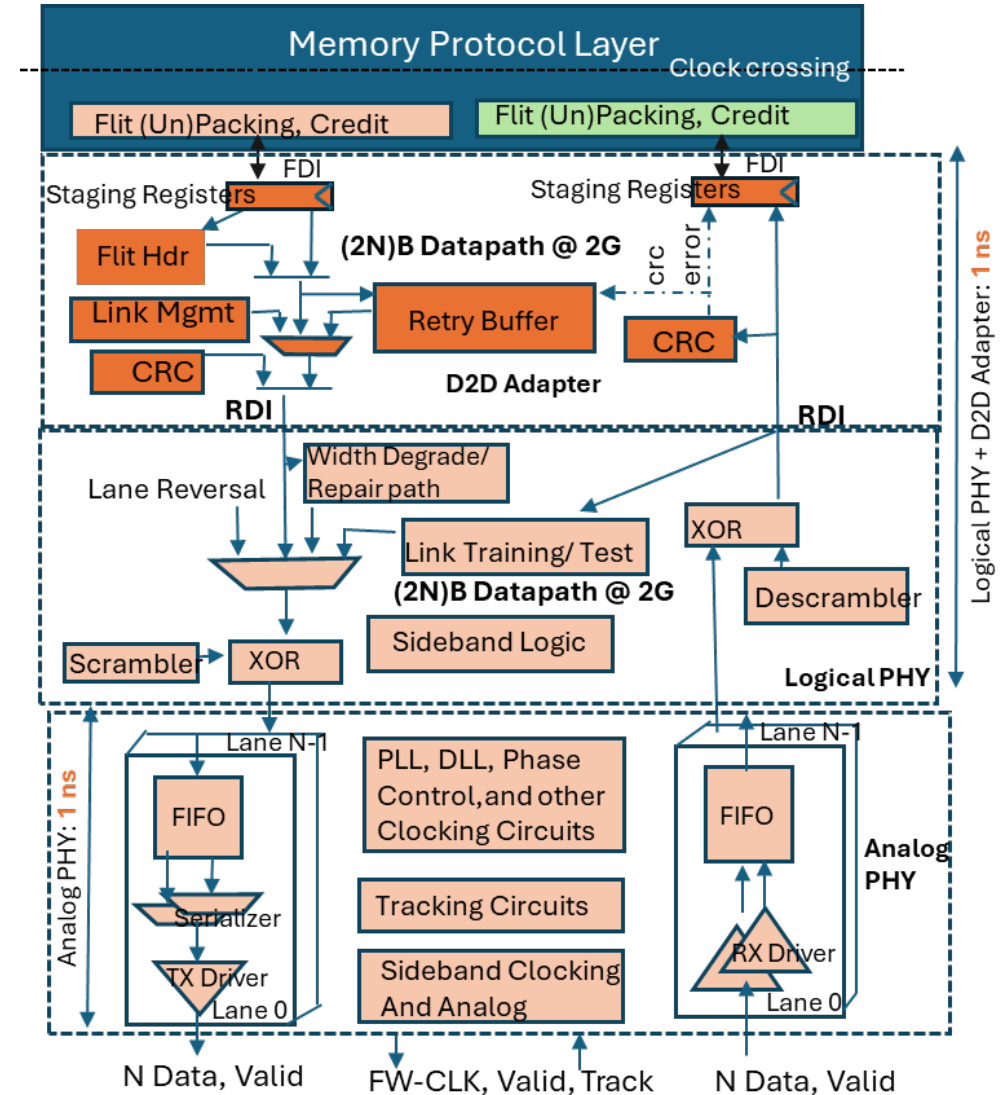 Memory Protocol Layer
Clock crossing
Flit (Un)Packing, Credit
Flit (Un)Packing, Credit
FDI
FDI
Staging Registers
Staging Registers
Flit Hdr
(2N)B Datapath @ 2G
crc
error
Link Mgmt
Retry Buffer
CRC
CRC
D2D Adapter
RDI
RDI
Logical PHY + D2D Adapter: 1 ns
Width Degrade/
Repair path
Lane Reversal
Link Training/ Test
XOR
(2N)B Datapath @ 2G
Descrambler
Sideband Logic
Scrambler
XOR
Logical PHY
Analog PHY: 1 ns
Lane N-1
FIFO
Serializer
TX Driver
Lane 0
PLL, DLL, Phase
Control,and other
Clocking Circuits
Tracking Circuits
Sideband Clocking
And Analog
Lane N-1
FIFO
RX Driver
Lane 0
Analog
PHY
N Data, Valid
FW-CLK, Valid, Track
N Data, Valid